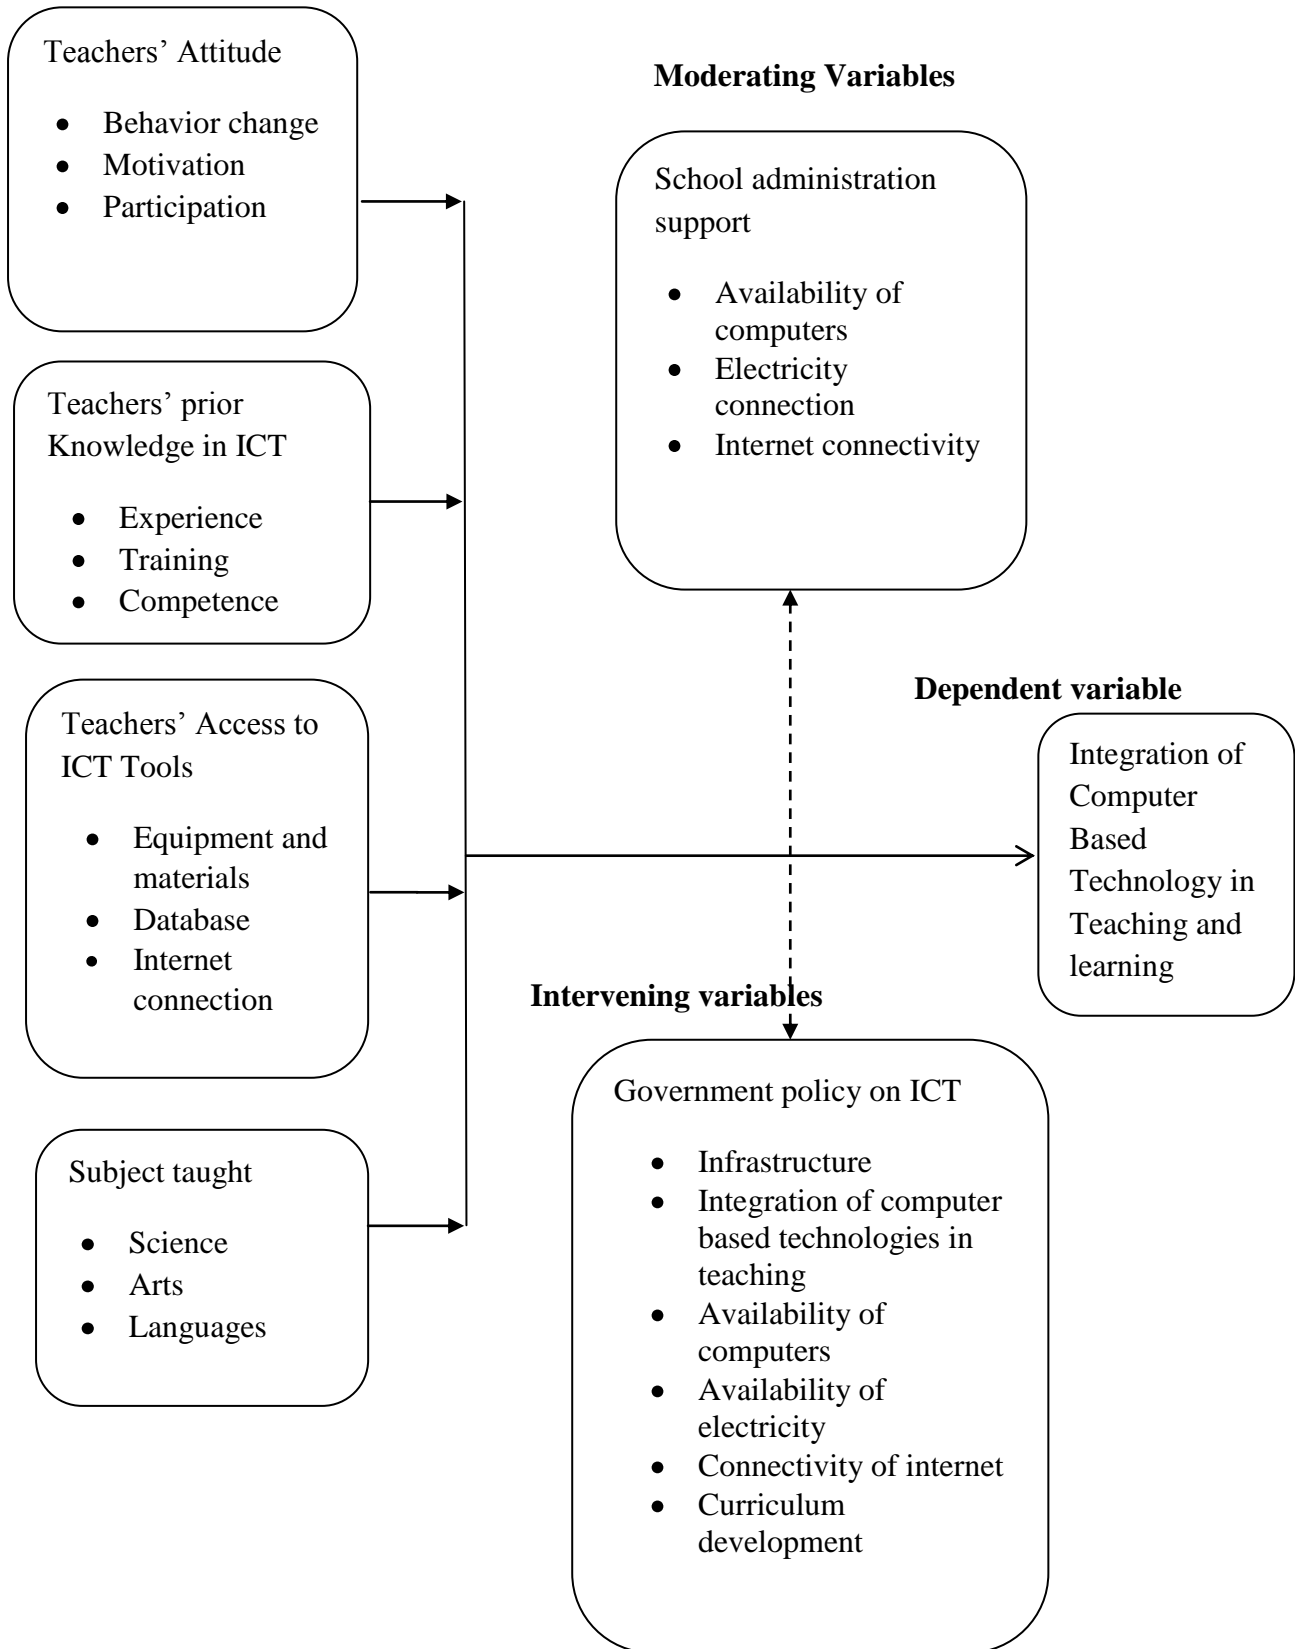 Teachers’ Attitude
• Behavior change
• Motivation
• Participation
Teachers’ prior
Knowledge in ICT
• Experience
• Training
• Competence
Teachers’ Access to
ICT Tools
• Equipment and
materials
• Database
• Internet
connection
Subject taught
• Science
• Arts
• Languages
Moderating Variables
School administration
support
• Availability of
computers
• Electricity
connection
• Internet connectivity
Dependent variable
Integration of
Computer
Based
Technology in
Teaching and
learning
Intervening variables
Government policy on ICT
• Infrastructure
• Integration of computer
based technologies in
teaching
• Availability of
computers
• Availability of
electricity
• Connectivity of internet
• Curriculum
development